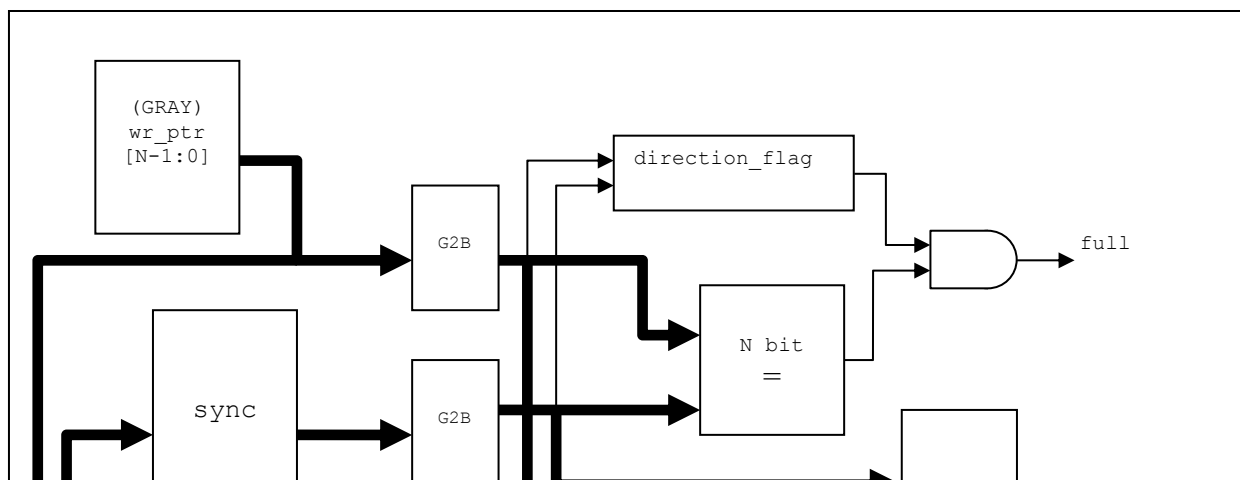 (GRAY)
wr_ptr
[N-1:0]
direction_flag
G2B
full
N bit
=
sync
G2B